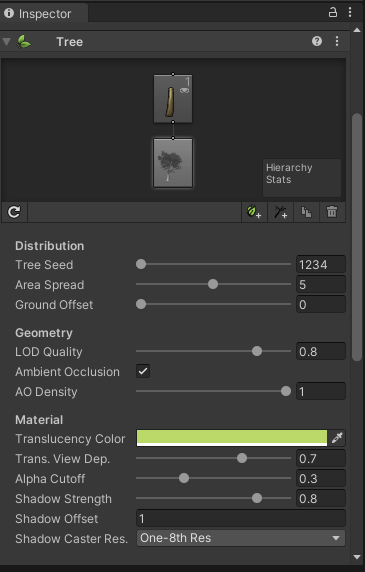 Inspector
Tree
1
Hierarchy
Stats
Distribution
Tree Seed 1234
Area Spread 5
Ground Offset 0
Geometry
LOD Quality 0.8
Ambient Occlusion
AO Density 1
Material
Translucency Color
Trans. View Dep. 0.7
Alpha Cutoff 0.3
Shadow Strength 0.8
Shadow Offset 1
Shadow Caster Res. One-8th Res